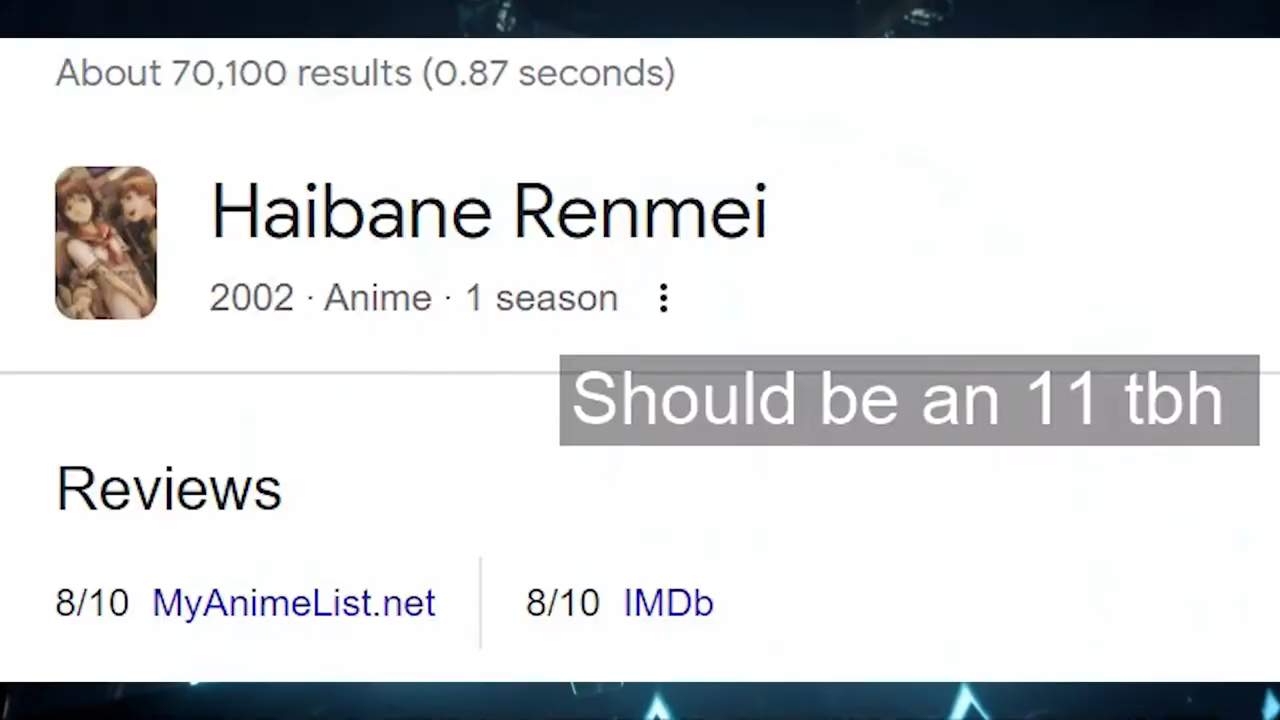 About 70,100 results (0.87 seconds)
Haibane Renmei
2002 · Anime · 1 season
Should be an 11 tbh
Reviews
8/10 MyAnimeList.net
8/10 IMDb